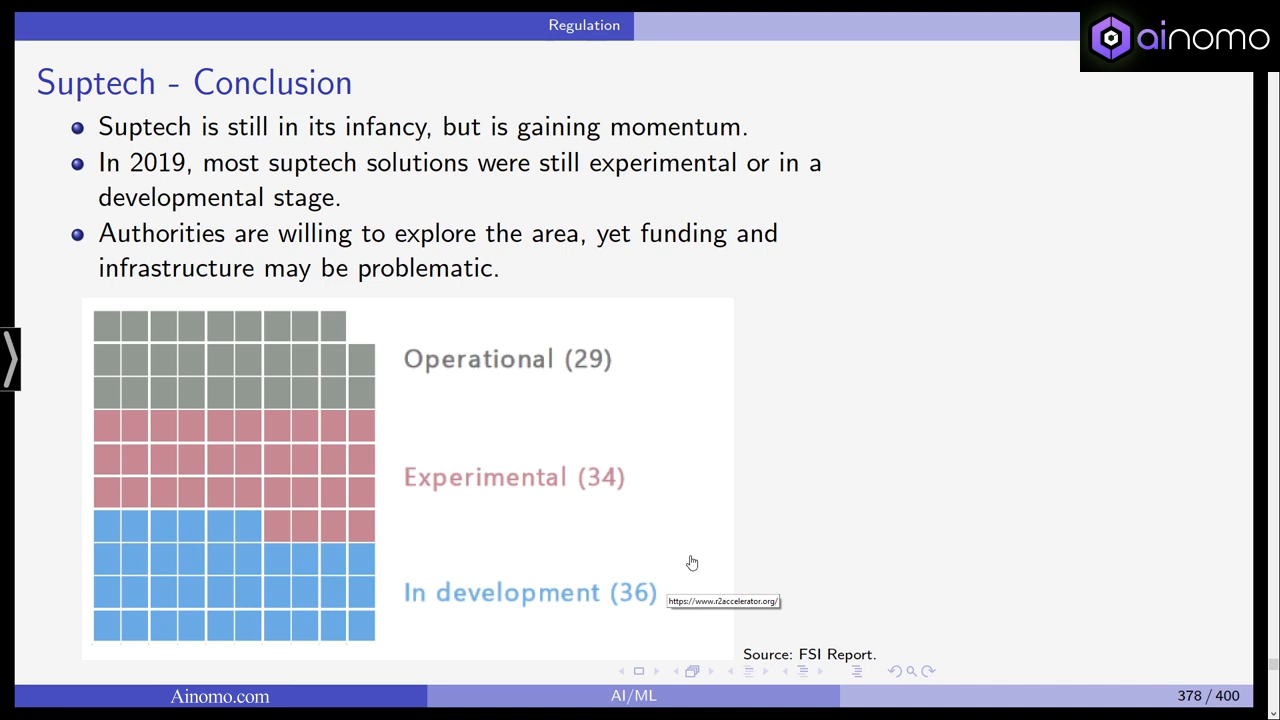 Regulation
ainomo
Suptech - Conclusion
Suptech is still in its infancy, but is gaining momentum.
In 2019, most suptech solutions were still experimental or in a
developmental stage.
Authorities are willing to explore the area, yet funding and
infrastructure may be problematic.
Operational (29)
Experimental (34)
In development (36)
https://www.r2accelerator.org/
Source: FSI Report.
Ainomo.com
AI/ML
378 / 400